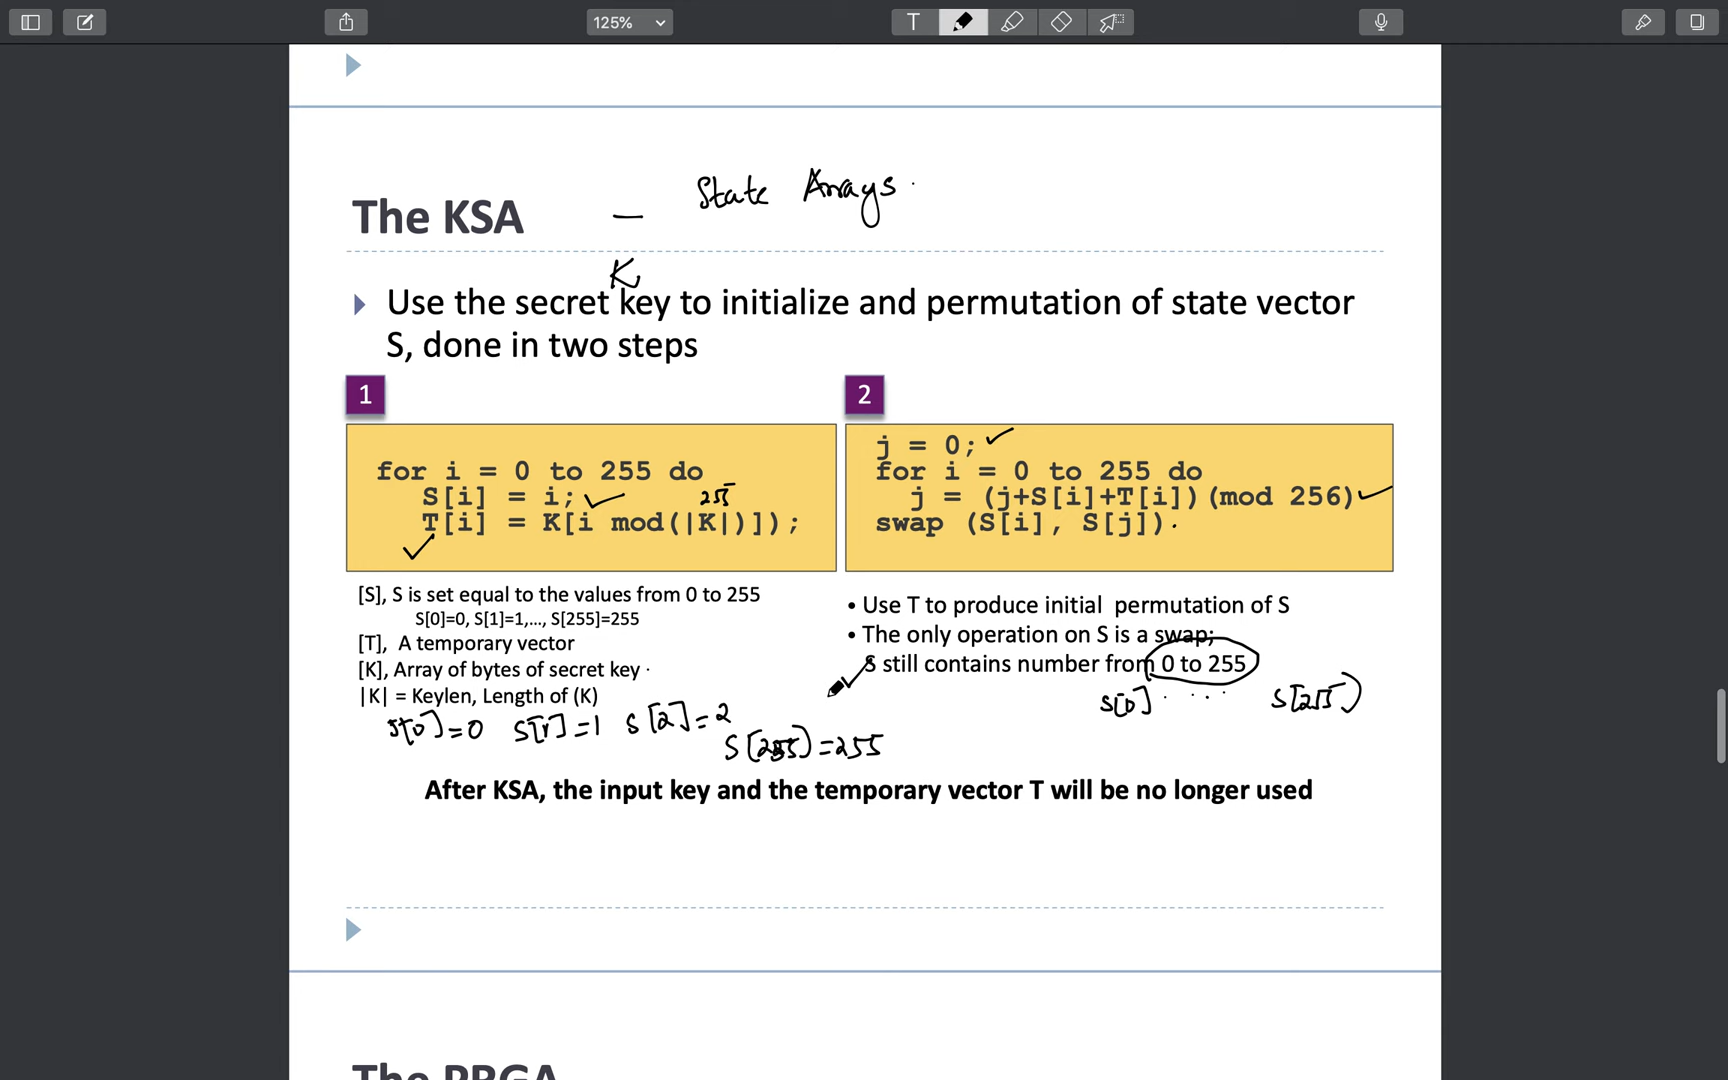 125%
T
State Arrays.
The KSA —
K
Use the secret key to initialize and permutation of state vector
S, done in two steps
1
for i = 0 to 255 do
S[i] = i;
255
T[i] = K[i mod(|K|)]);
[S], S is set equal to the values from 0 to 255
S[0]=0, S[1]=1,..., S[255]=255
[T], A temporary vector
[K], Array of bytes of secret key
|K| = Keylen, Length of (K)
S[0]=0 S[1]=1 S[2]=2
S[255]=255
2
j = 0;
for i = 0 to 255 do
j = (j+S[i]+T[i])(mod 256)
swap (S[i], S[j]).
• Use T to produce initial permutation of S
• The only operation on S is a swap;
S still contains number from 0 to 255
S[0] .... S[255]
After KSA, the input key and the temporary vector T will be no longer used
The PRGA